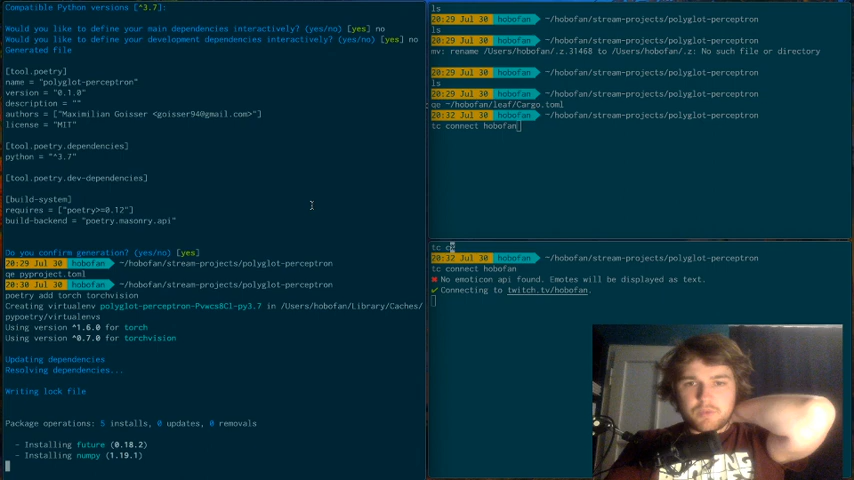 Compatible Python versions [^3.7]:
Would you like to define your main dependencies interactively? (yes/no) [yes] no
Would you like to define your development dependencies interactively? (yes/no) [yes] no
Generated file
[tool.poetry]
name = "polyglot-perceptron"
version = "0.1.0"
description = ""
authors = ["Maximilian Goisser <goisser94@gmail.com>"]
license = "MIT"
[tool.poetry.dependencies]
python = "^3.7"
[tool.poetry.dev-dependencies]
[build-system]
requires = ["poetry>=0.12"]
build-backend = "poetry.masonry.api"
Do you confirm generation? (yes/no) [yes]
20:29 Jul 30 hobofan ~/hobofan/stream-projects/polyglot-perceptron
qe pyproject.toml
20:30 Jul 30 hobofan ~/hobofan/stream-projects/polyglot-perceptron
poetry add torch torchvision
Creating virtualenv polyglot-perceptron-Pvwcs8Cl-py3.7 in /Users/hobofan/Library/Caches/
pypoetry/virtualenvs
Using version ^1.6.0 for torch
Using version ^0.7.0 for torchvision
Updating dependencies
Resolving dependencies...
Writing lock file
Package operations: 5 installs, 0 updates, 0 removals
- Installing future (0.18.2)
- Installing numpy (1.19.1)
ls
20:29 Jul 30 hobofan ~/hobofan/stream-projects/polyglot-perceptron
ls
20:29 Jul 30 hobofan ~/hobofan/stream-projects/polyglot-perceptron
mv: rename /Users/hobofan/.z.31468 to /Users/hobofan/.z: No such file or directory
20:29 Jul 30 hobofan ~/hobofan/stream-projects/polyglot-perceptron
ls
20:29 Jul 30 hobofan ~/hobofan/stream-projects/polyglot-perceptron
qe ~/hobofan/leaf/Cargo.toml
20:32 Jul 30 hobofan ~/hobofan/stream-projects/polyglot-perceptron
tc connect hobofan
tc c
20:32 Jul 30 hobofan ~/hobofan/stream-projects/polyglot-perceptron
tc connect hobofan
✖ No emoticon api found. Emotes will be displayed as text.
✔ Connecting to twitch.tv/hobofan.